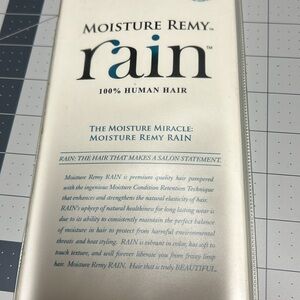 MOISTURE REMY™
rain™
100% HUMAN HAIR
THE MOISTURE MIRACLE:
MOISTURE REMY RAIN
RAIN: THE HAIR THAT MAKES A SALON STATEMENT.
Moisture Remy RAIN is premium quality hair pampered
with the ingenious Moisture Condition Retention Technique
that enhances and strengthens the natural elasticity of hair.
RAIN's upkeep of natural healthiness for long lasting wear is
due to its ability to consistently maintain the perfect balance
of moisture in hair to protect from harmful environmental
threats and heat styling. RAIN is vibrant in color, has soft to
touch texture, and will forever liberate you from frizzy limp
hair. Moisture Remy RAIN. Hair that is truly BEAUTIFUL.